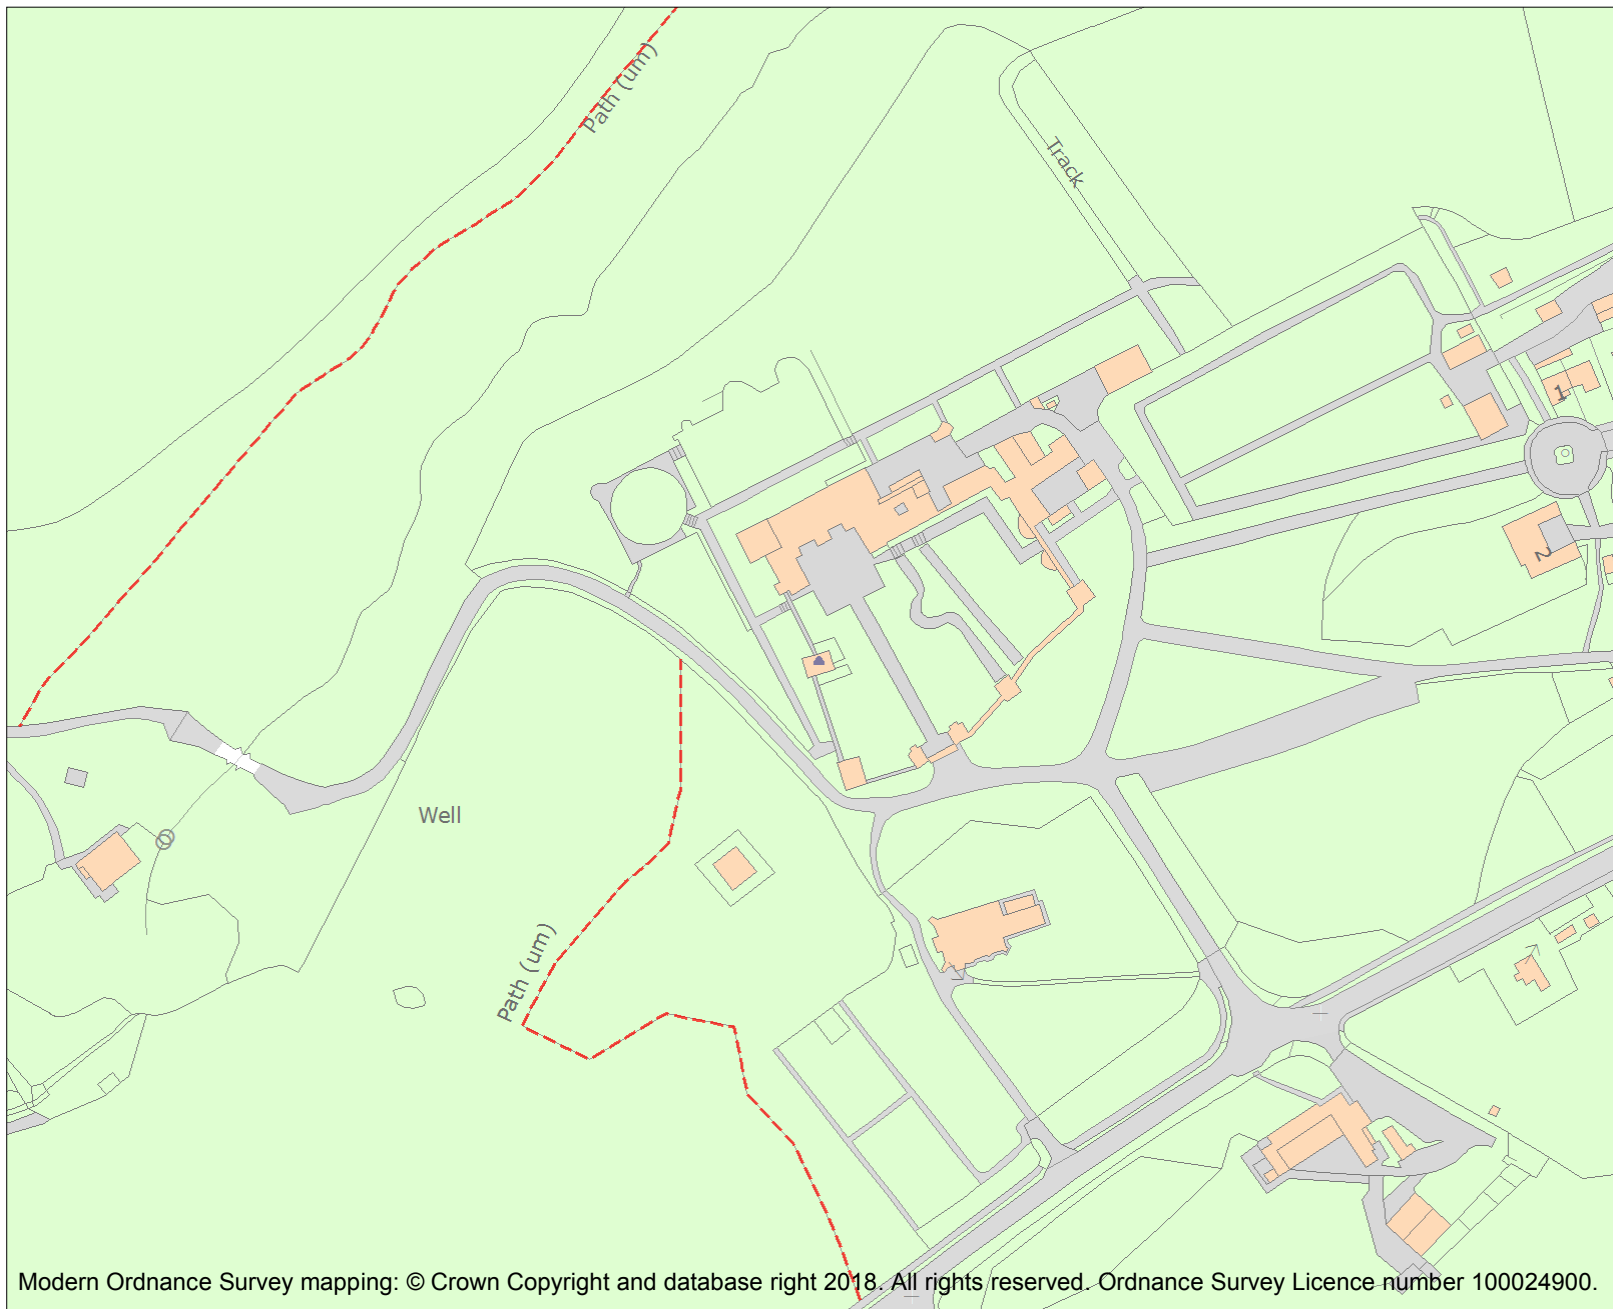 Path (um)
Track
1
2
Well
Path (um)
Modern Ordnance Survey mapping: © Crown Copyright and database right 2018. All rights reserved. Ordnance Survey Licence number 100024900.